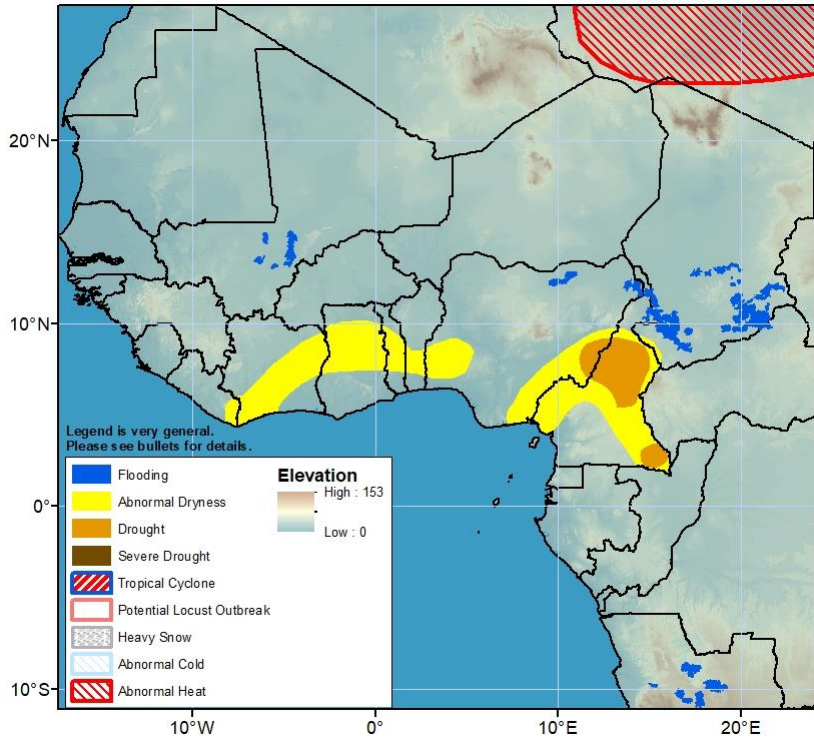 20°N
10°N
0°
10°S
Legend is very general.
Please see bullets for details.
Flooding
Abnormal Dryness
Drought
Severe Drought
Tropical Cyclone
Potential Locust Outbreak
Heavy Snow
Abnormal Cold
Abnormal Heat
Elevation
High : 153
Low : 0
10°W
0°
10°E
20°E